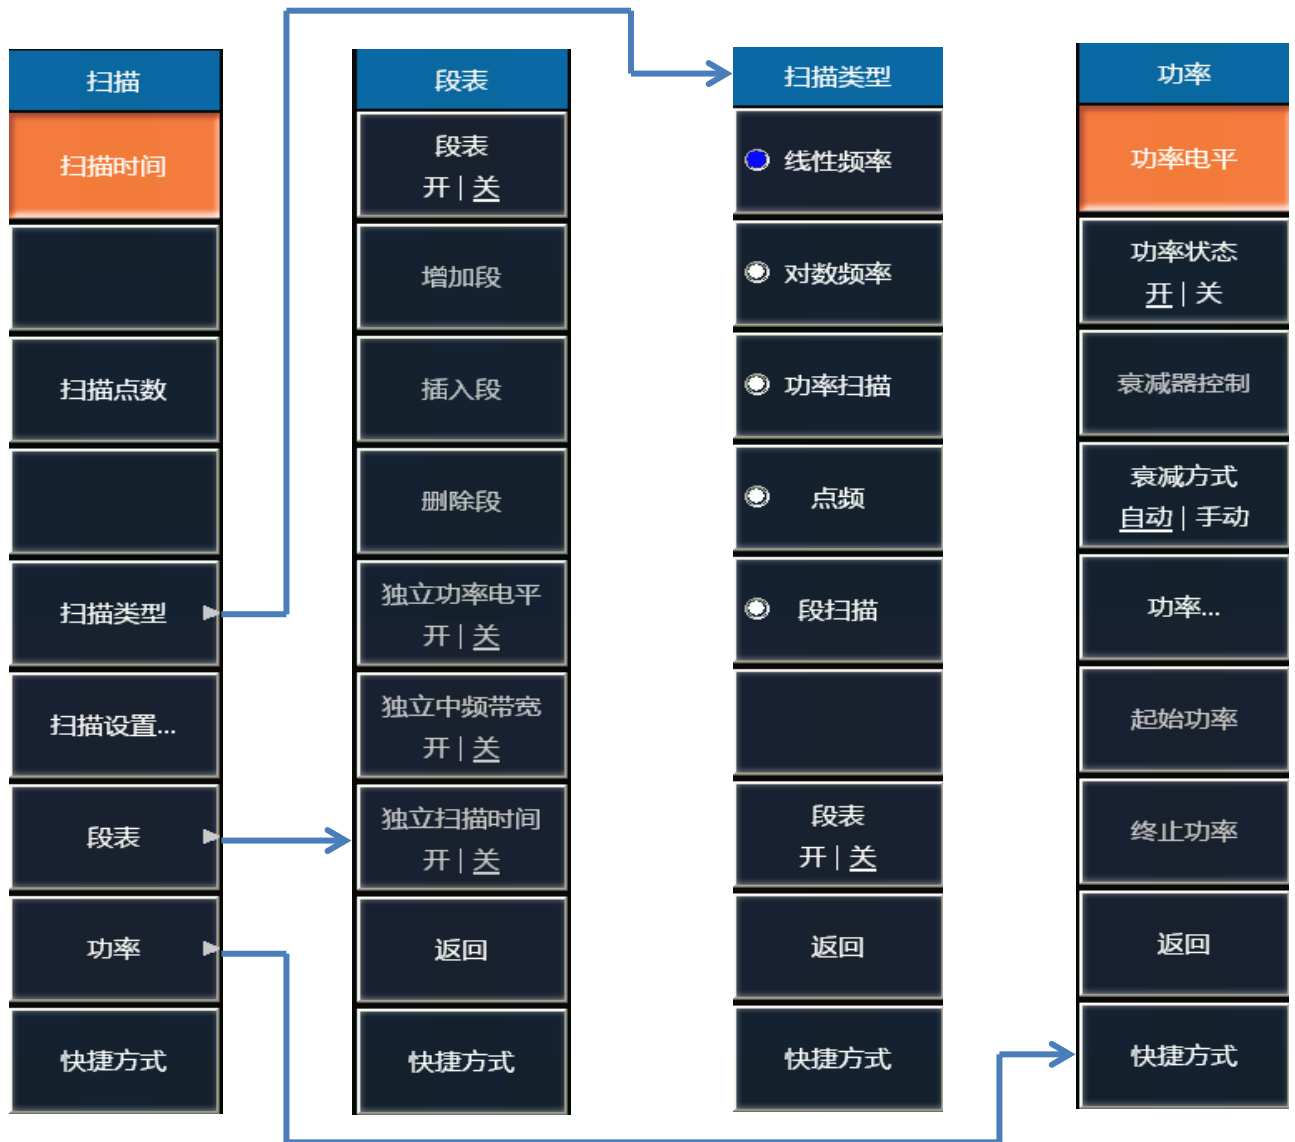 扫描
扫描时间
扫描点数
扫描类型
扫描设置...
段表
功率
快捷方式
段表
段表
开 | 关
增加段
插入段
删除段
独立功率电平
开 | 关
独立中频带宽
开 | 关
独立扫描时间
开 | 关
返回
快捷方式
扫描类型
线性频率
对数频率
功率扫描
点频
段扫描
段表
开 | 关
返回
快捷方式
功率
功率电平
功率状态
开 | 关
衰减器控制
衰减方式
自动 | 手动
功率...
起始功率
终止功率
返回
快捷方式